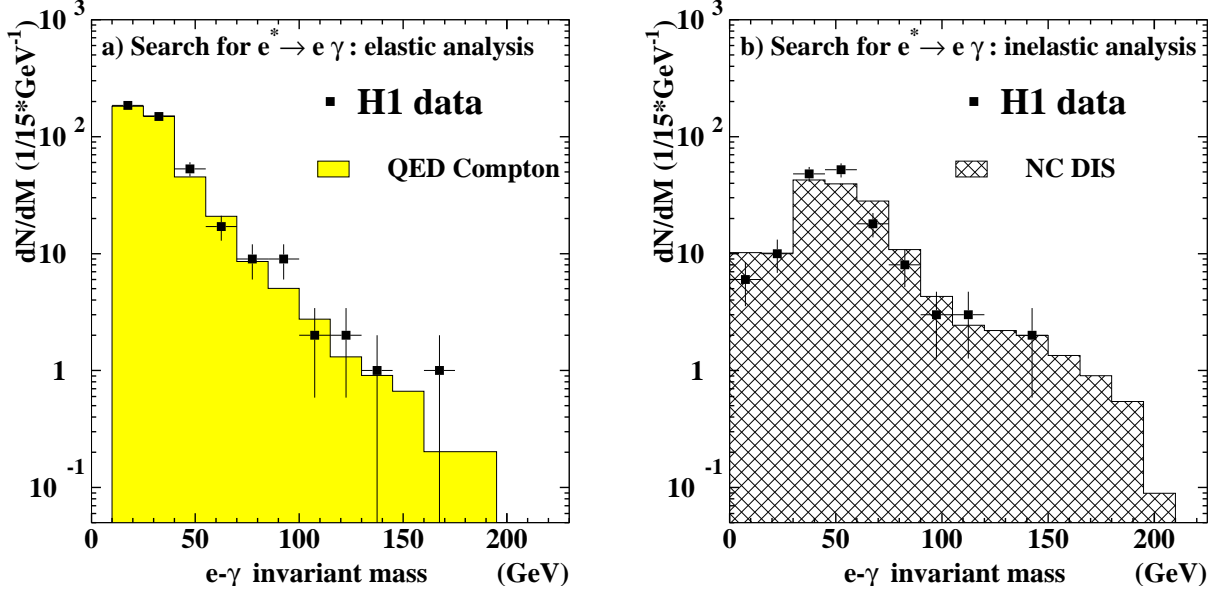 a) Search for e* → e γ : elastic analysis
H1 data
QED Compton
dN/dM (1/15*GeV⁻¹)
10³
10²
10
1
10⁻¹
0 50 100 150 200
e-γ invariant mass (GeV)
b) Search for e* → e γ : inelastic analysis
H1 data
NC DIS
dN/dM (1/15*GeV⁻¹)
10³
10²
10
1
10⁻¹
0 50 100 150 200
e-γ invariant mass (GeV)